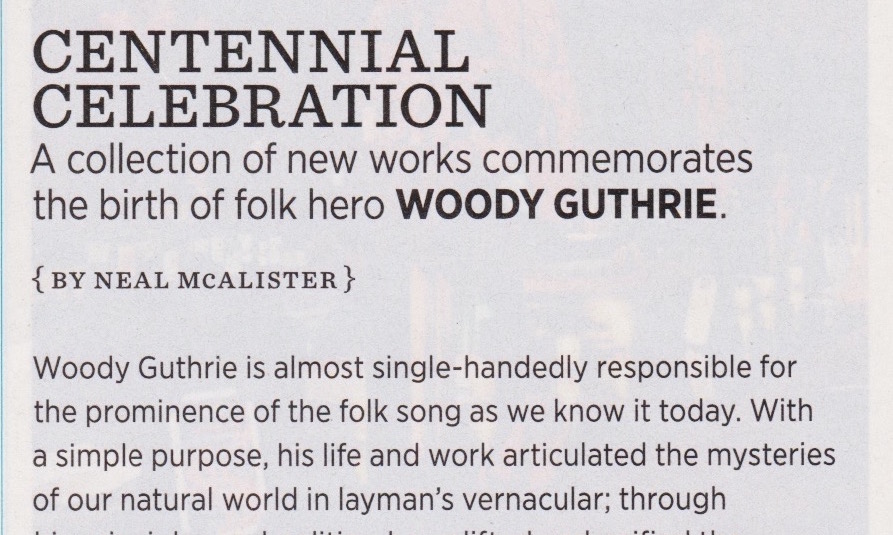 CENTENNIAL
CELEBRATION
A collection of new works commemorates
the birth of folk hero WOODY GUTHRIE.
{ BY NEAL McALISTER }
Woody Guthrie is almost single-handedly responsible for
the prominence of the folk song as we know it today. With
a simple purpose, his life and work articulated the mysteries
of our natural world in layman's vernacular; through